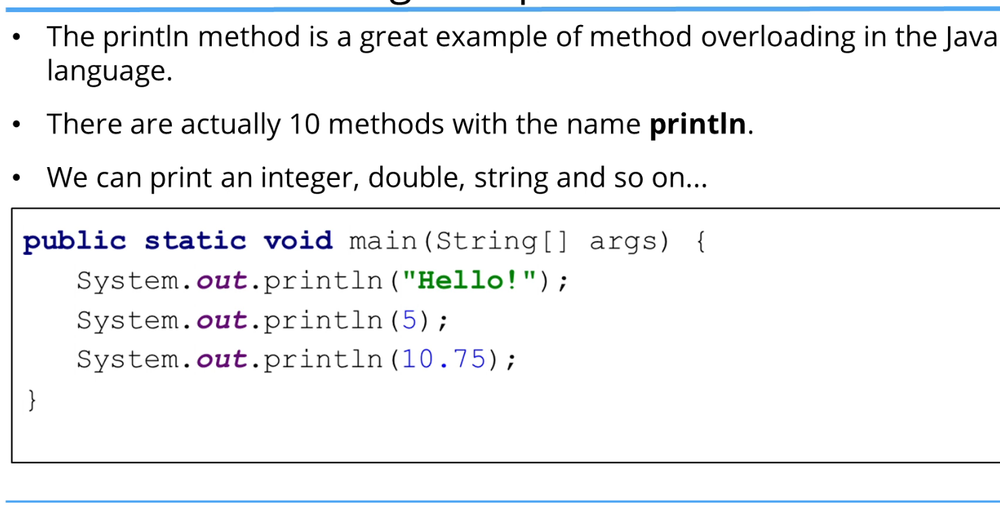 • The println method is a great example of method overloading in the Java
language.
• There are actually 10 methods with the name println.
• We can print an integer, double, string and so on...
public static void main(String[] args) {
    System.out.println("Hello!");
    System.out.println(5);
    System.out.println(10.75);
}